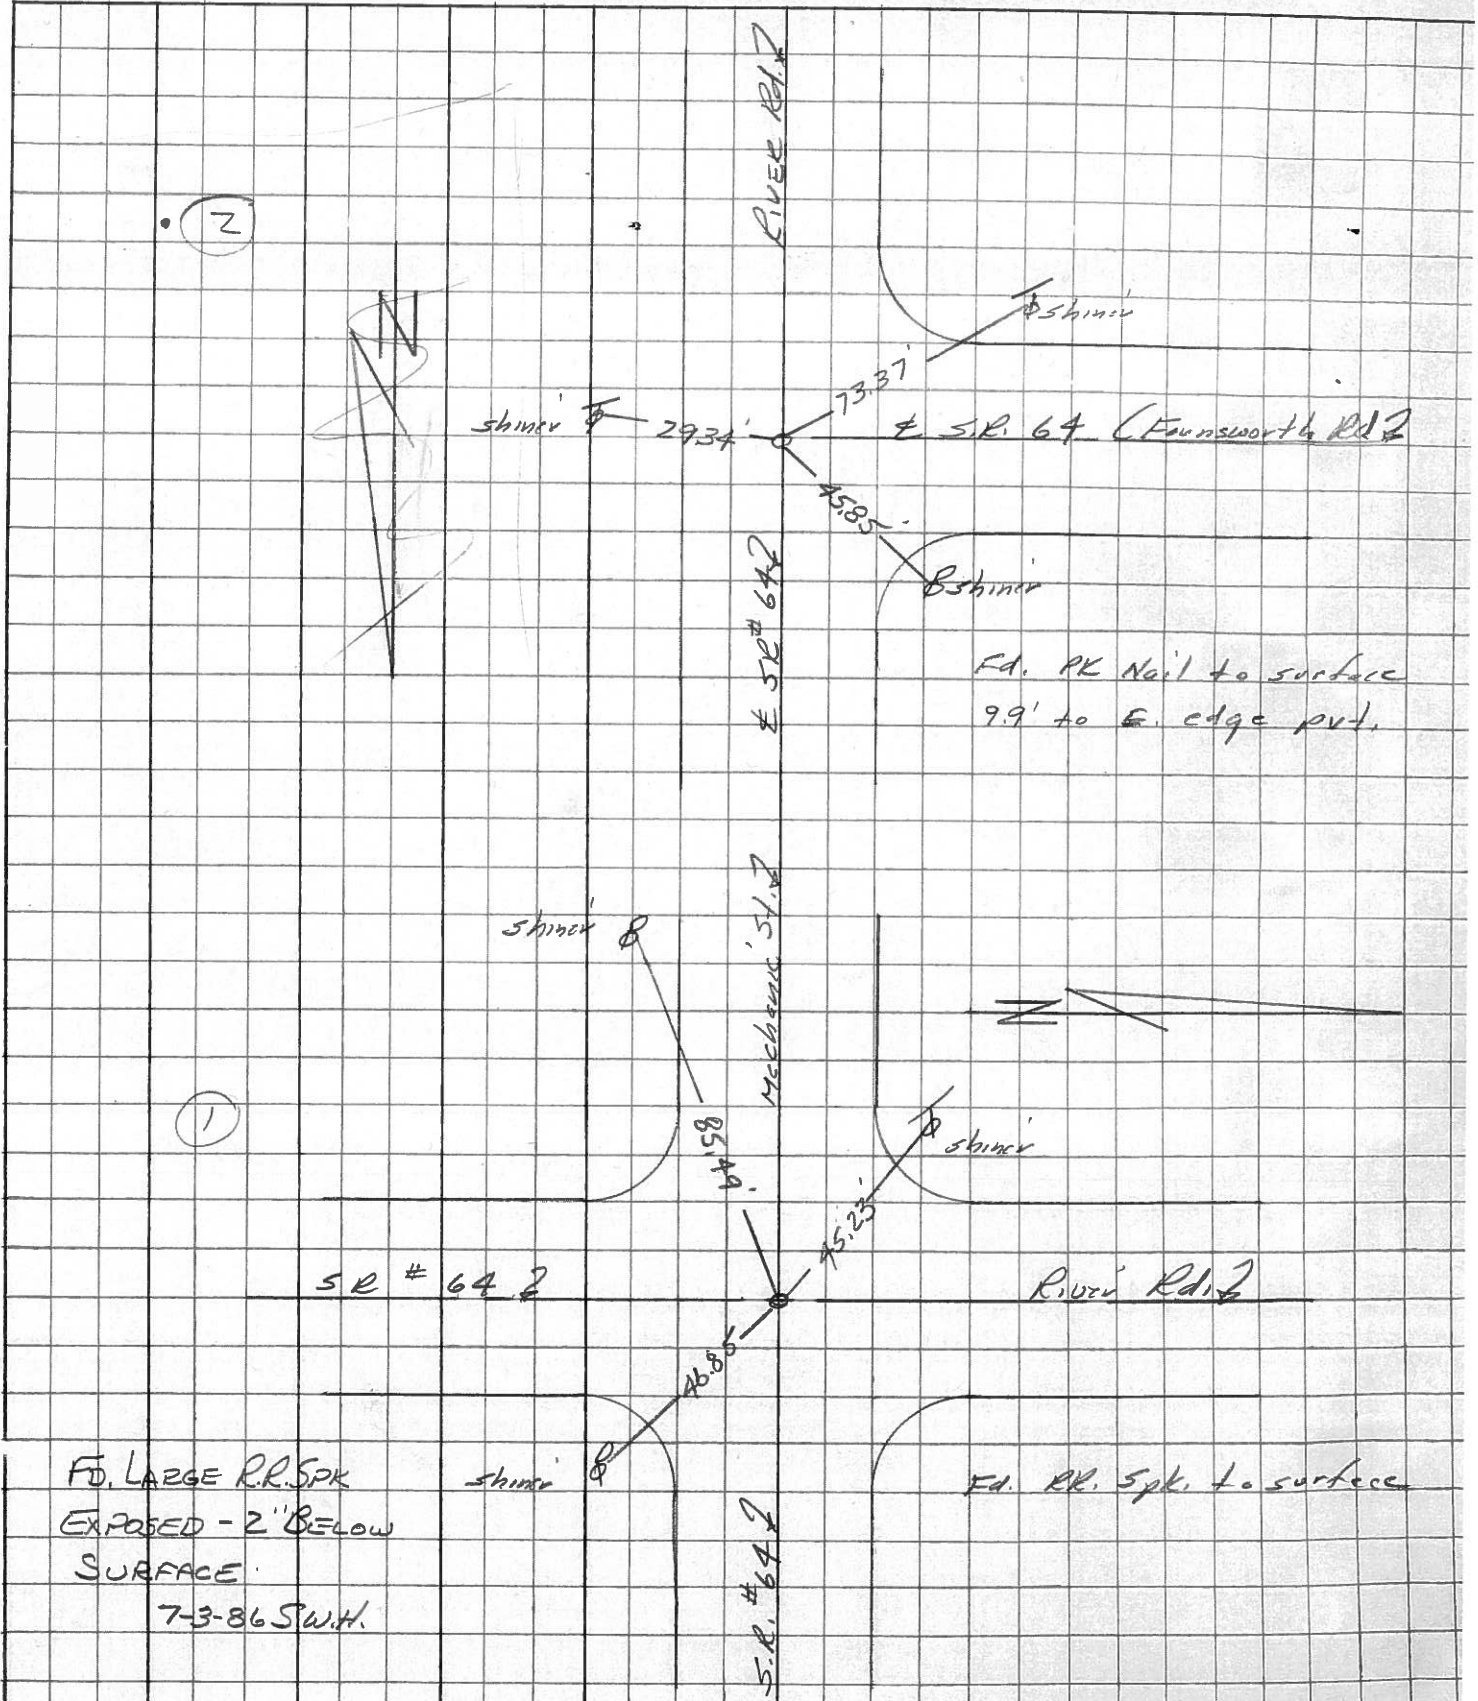 River Rd.
2
N
shiner
73.37'
shiner
29.34'
℄ S.R. 64 (Farnsworth Rd
45.85'
shiner
℄ SR # 64
Fd. PK Nail to surface
9.9' to E. edge pvt.
shiner
Mechanic St.
N
1
85.49'
shiner
45.23'
SR # 64
River Rd.
46.85
shiner
FD. LARGE R.R. SPK
EXPOSED - 2" BELOW
SURFACE
7-3-86 S.W.H.
Fd. RR. Spk. to surface
S.R. # 64